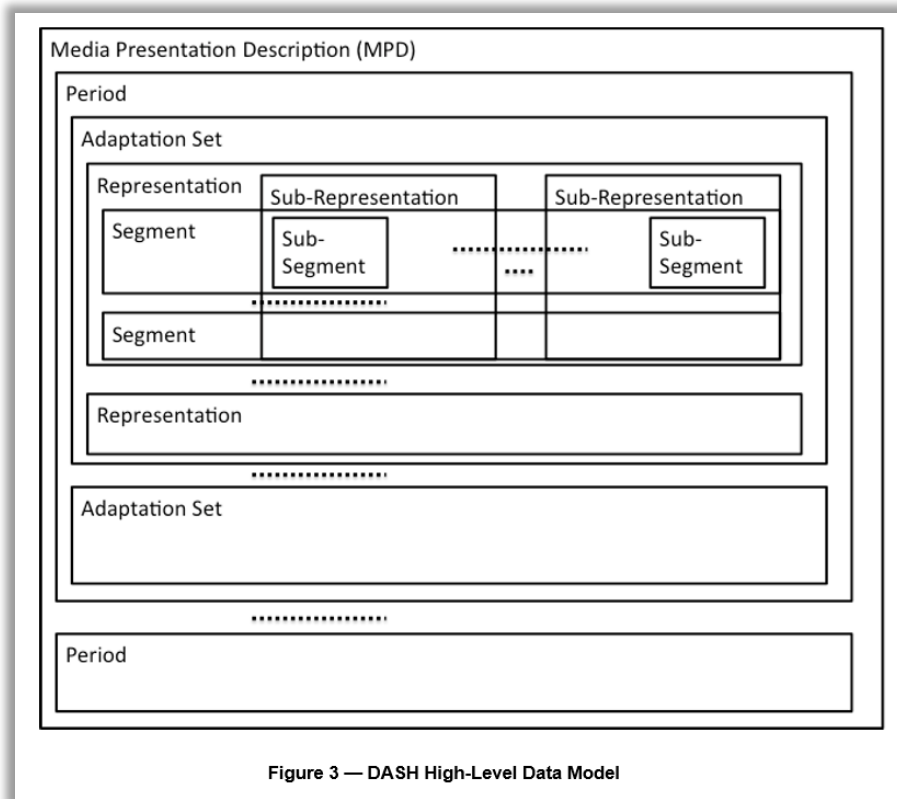 Media Presentation Description (MPD)
Period
Adaptation Set
Representation
Sub-Representation
Sub-Representation
Segment
Sub-
Segment
Sub-
Segment
Segment
Representation
Adaptation Set
Period
Figure 3 — DASH High-Level Data Model